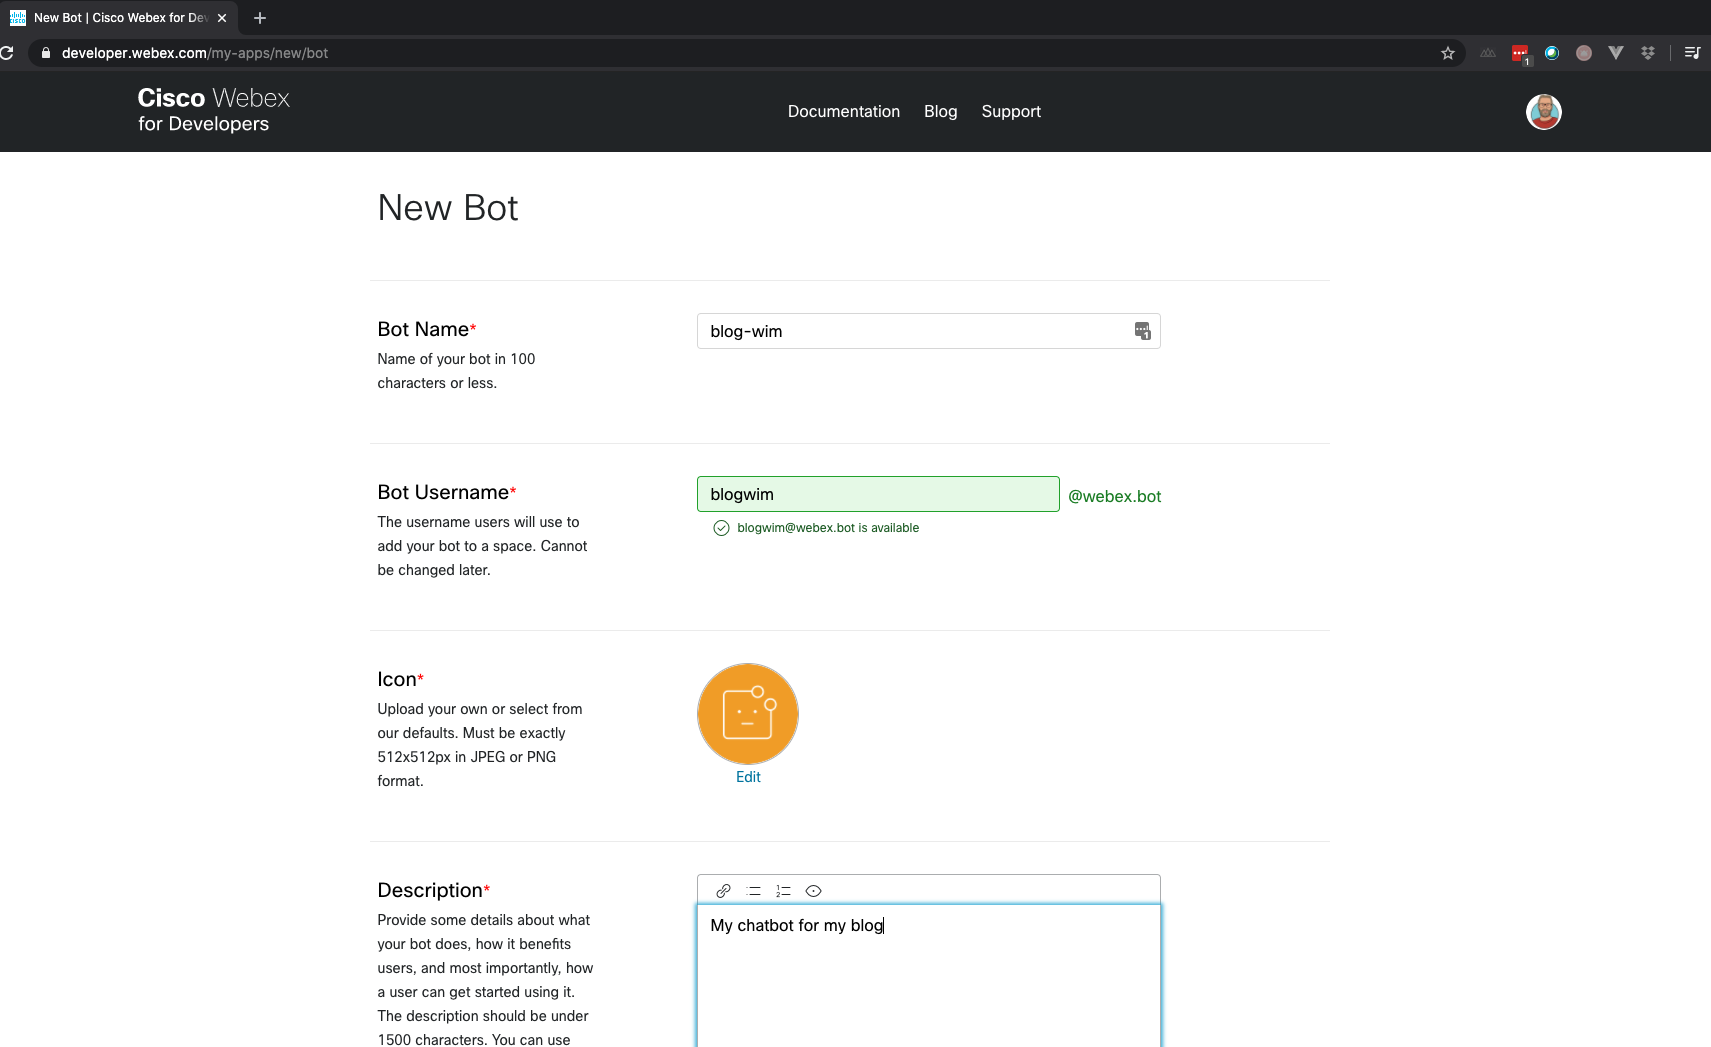 New Bot | Cisco Webex for Dev
developer.webex.com/my-apps/new/bot
1
Cisco Webex
for Developers
Documentation
Blog
Support
New Bot
Bot Name*
Name of your bot in 100
characters or less.
blog-wim
1
Bot Username*
The username users will use to
add your bot to a space. Cannot
be changed later.
blogwim
@webex.bot
blogwim@webex.bot is available
Icon*
Upload your own or select from
our defaults. Must be exactly
512x512px in JPEG or PNG
format.
Edit
Description*
Provide some details about what
your bot does, how it benefits
users, and most importantly, how
a user can get started using it.
The description should be under
1500 characters. You can use
My chatbot for my blog